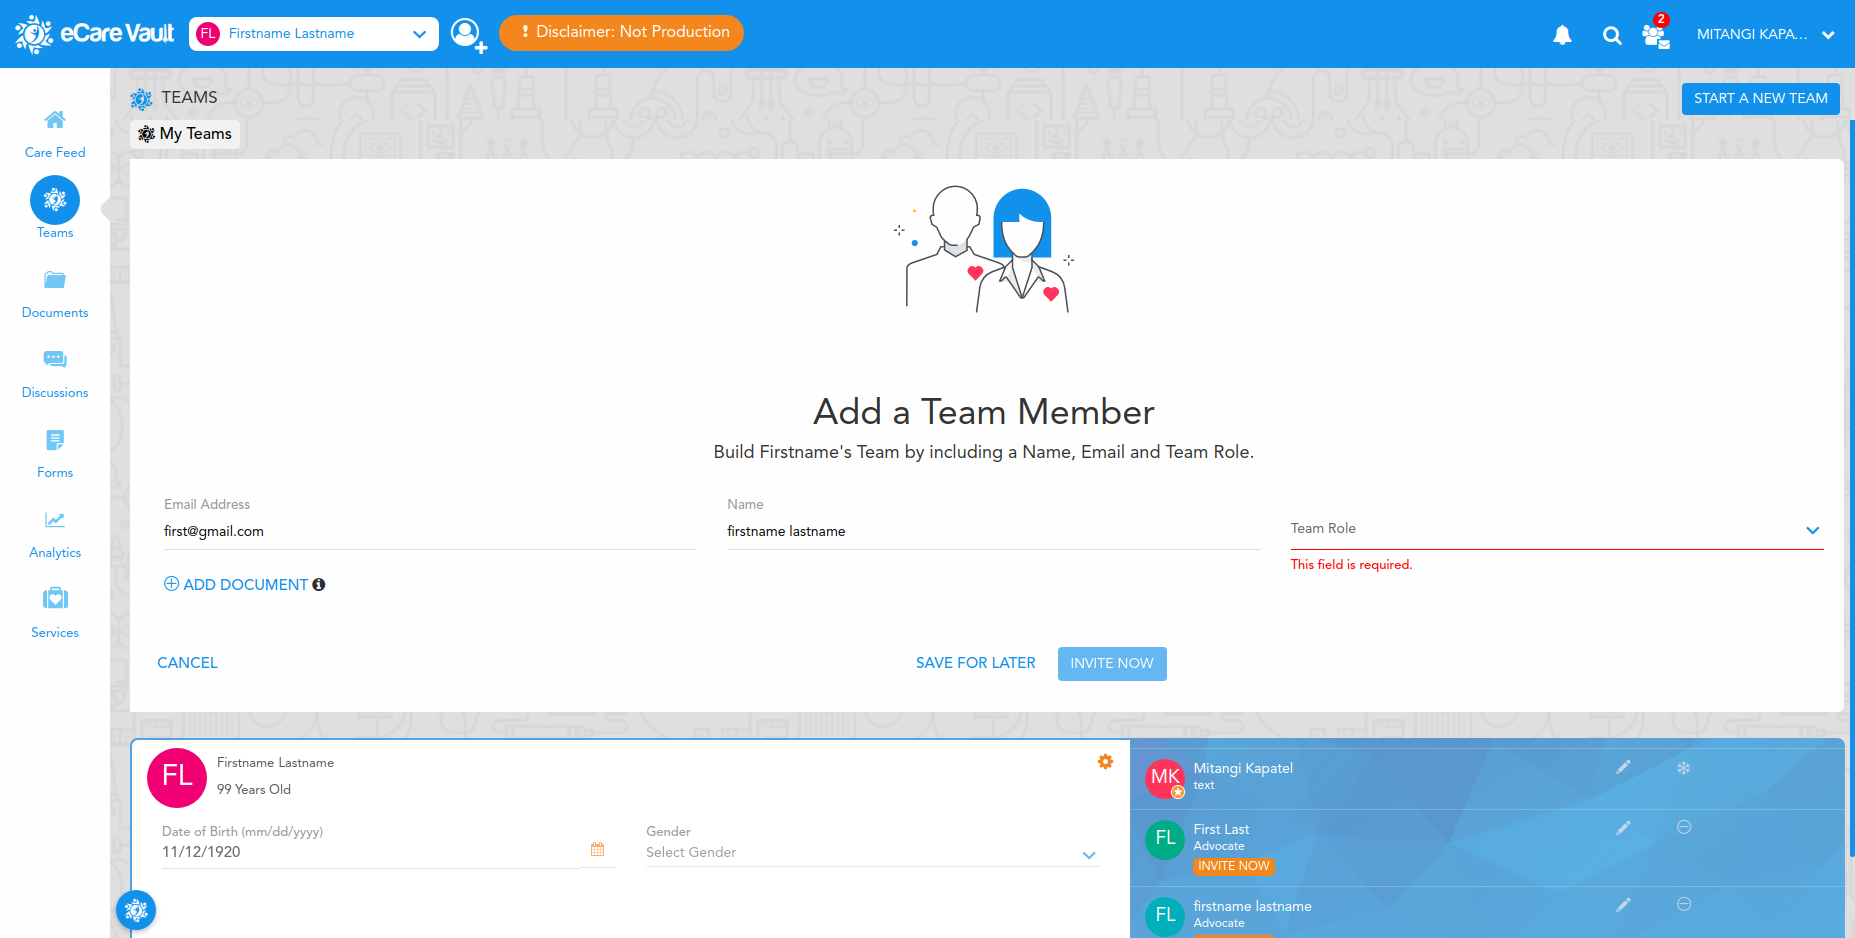 eCare Vault
FL Firstname Lastname
! Disclaimer: Not Production
2
MITANGI KAPA...
TEAMS
START A NEW TEAM
My Teams
Care Feed
Teams
Documents
Discussions
Forms
Analytics
Services
Add a Team Member
Build Firstname's Team by including a Name, Email and Team Role.
Email Address
first@gmail.com
Name
firstname lastname
Team Role
This field is required.
ADD DOCUMENT
CANCEL
SAVE FOR LATER
INVITE NOW
FL
Firstname Lastname
99 Years Old
Date of Birth (mm/dd/yyyy)
11/12/1920
Gender
Select Gender
MK
Mitangi Kapatel
text
FL
First Last
Advocate
INVITE NOW
FL
firstname lastname
Advocate